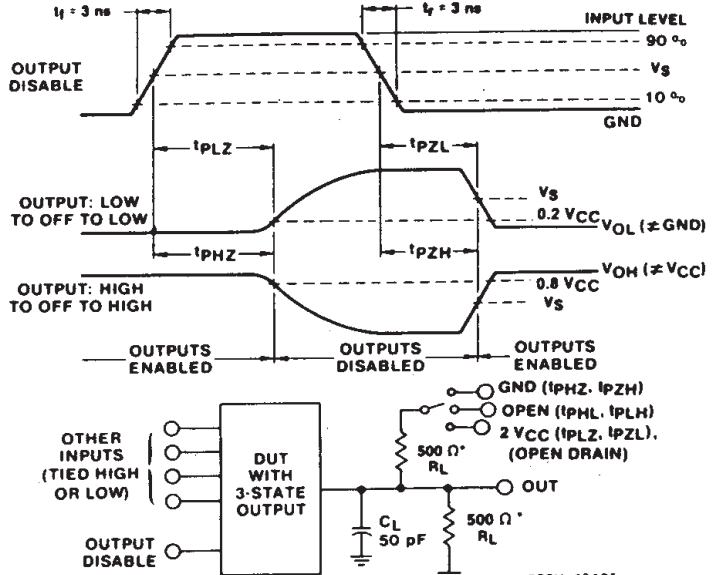 tf = 3 ns
tr = 3 ns
INPUT LEVEL
90 %
OUTPUT
DISABLE
VS
10 %
GND
tPLZ
tPZL
OUTPUT: LOW
TO OFF TO LOW
VS
0.2 VCC
VOL (≠ GND)
tPHZ
tPZH
OUTPUT: HIGH
TO OFF TO HIGH
VOH (≠ VCC)
0.8 VCC
VS
OUTPUTS
ENABLED
OUTPUTS
DISABLED
OUTPUTS
ENABLED
GND (tPHZ, tPZH)
OPEN (tPHL, tPLH)
2 VCC (tPLZ, tPZL),
(OPEN DRAIN)
OTHER
INPUTS
(TIED HIGH
OR LOW)
DUT
WITH
3-STATE
OUTPUT
500 Ω*
RL
OUT
CL
50 pF
500 Ω*
RL
OUTPUT
DISABLE